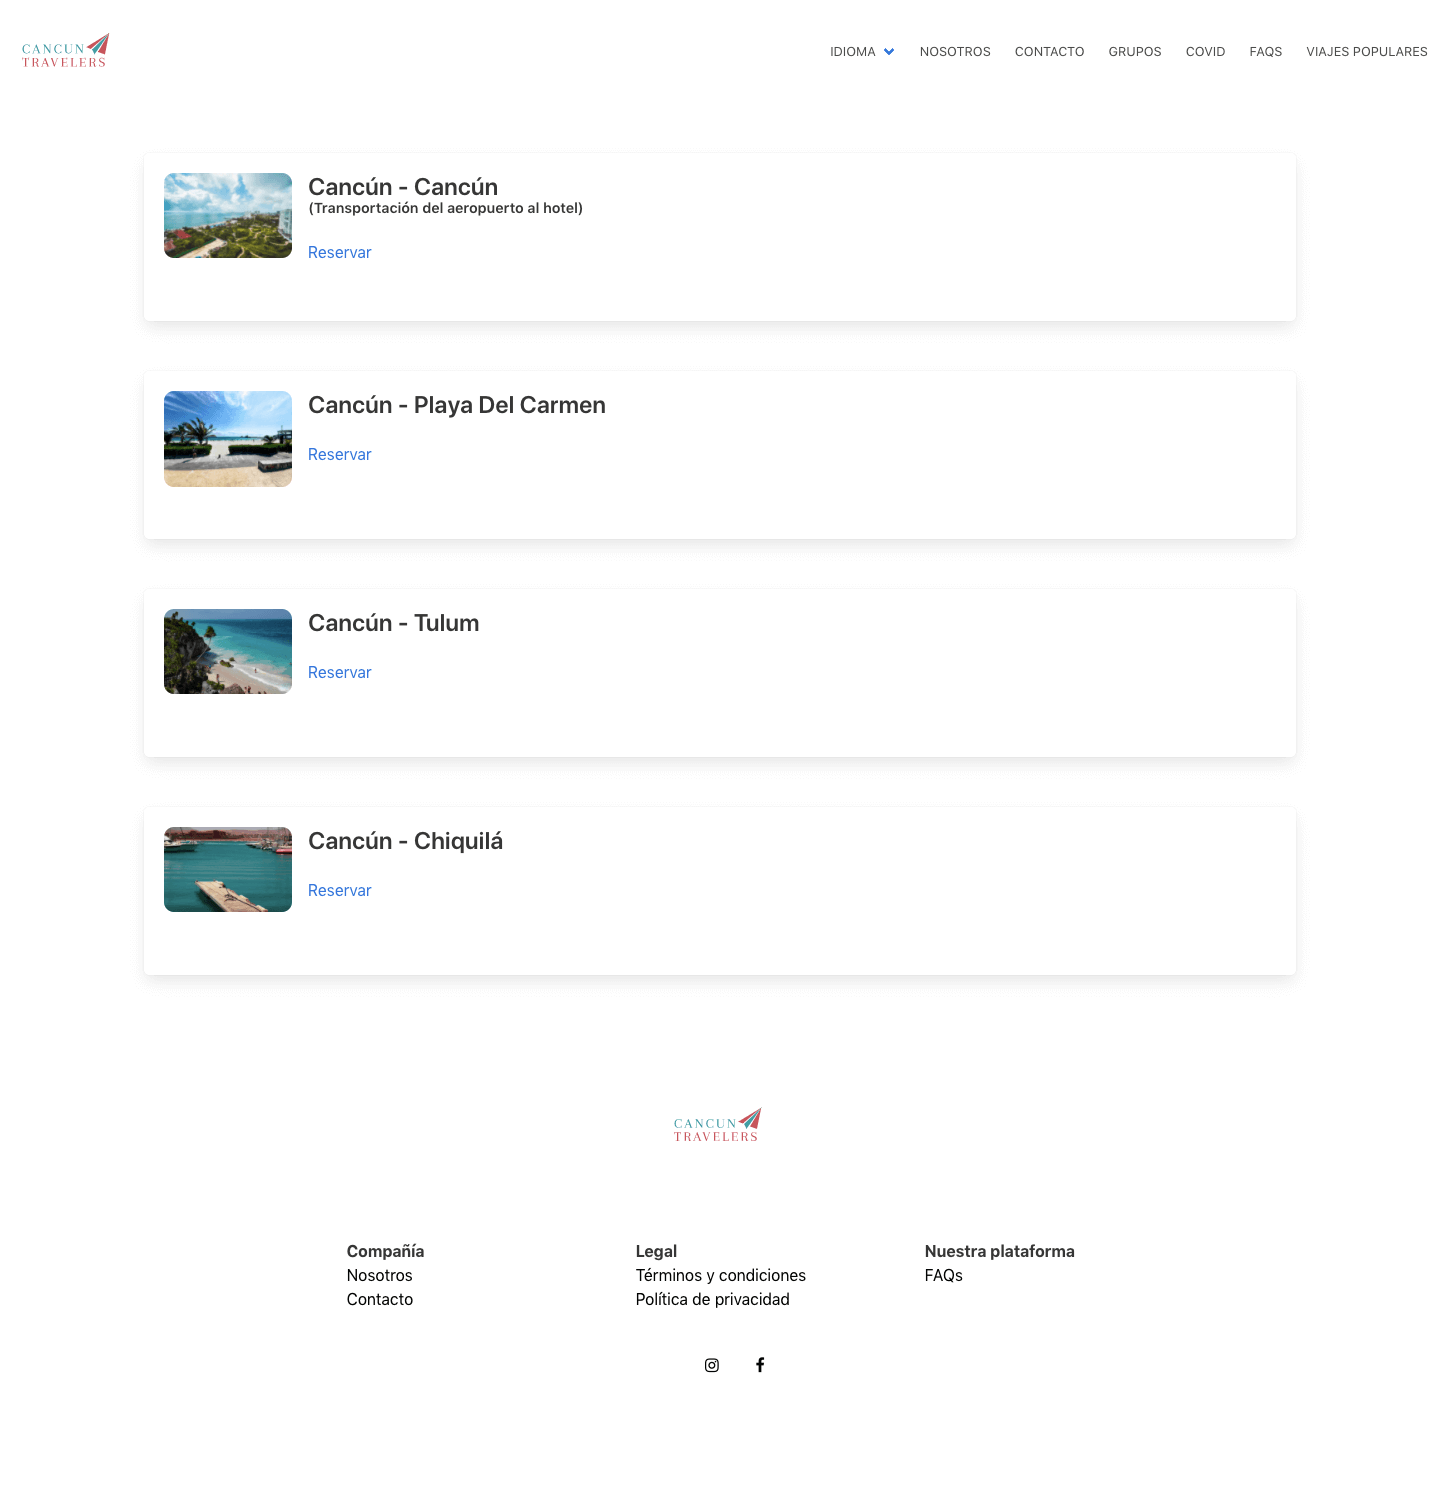 CANCUN
TRAVELERS
IDIOMA
NOSOTROS
CONTACTO
GRUPOS
COVID
FAQS
VIAJES POPULARES
Cancún - Cancún
(Transportación del aeropuerto al hotel)
Reservar
Cancún - Playa Del Carmen
Reservar
Cancún - Tulum
Reservar
Cancún - Chiquilá
Reservar
CANCUN
TRAVELERS
Compañía
Nosotros
Contacto
Legal
Términos y condiciones
Política de privacidad
Nuestra plataforma
FAQs